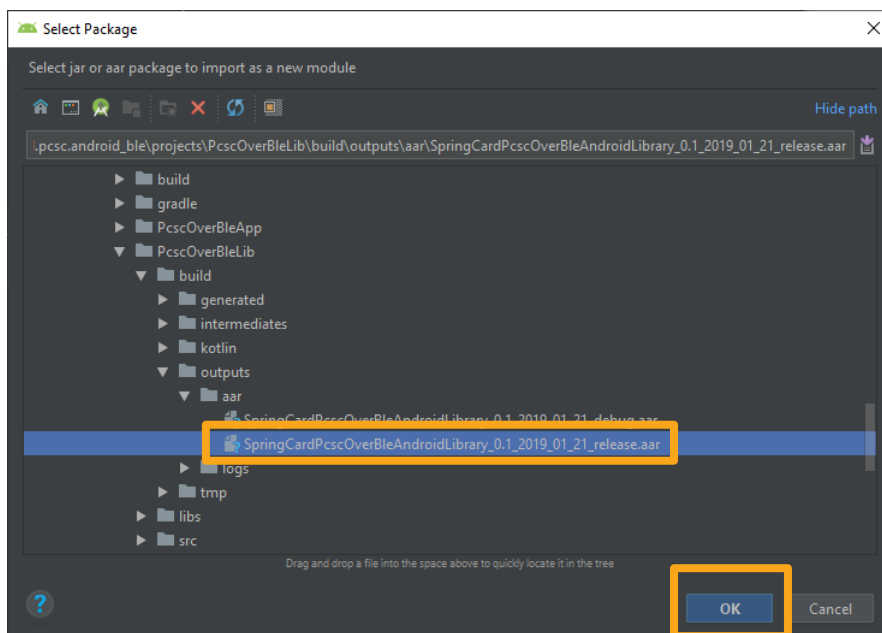 Select Package
Select jar or aar package to import as a new module
Hide path
.pcsc.android_ble\projects\PcscOverBleLib\build\outputs\aar\SpringCardPcscOverBleAndroidLibrary_0.1_2019_01_21_release.aar
build
gradle
PcscOverBleApp
PcscOverBleLib
build
generated
intermediates
kotlin
outputs
aar
SpringCardPcscOverBleAndroidLibrary_0.1_2019_01_21_debug.aar
SpringCardPcscOverBleAndroidLibrary_0.1_2019_01_21_release.aar
logs
tmp
libs
src
Drag and drop a file into the space above to quickly locate it in the tree
? OK Cancel